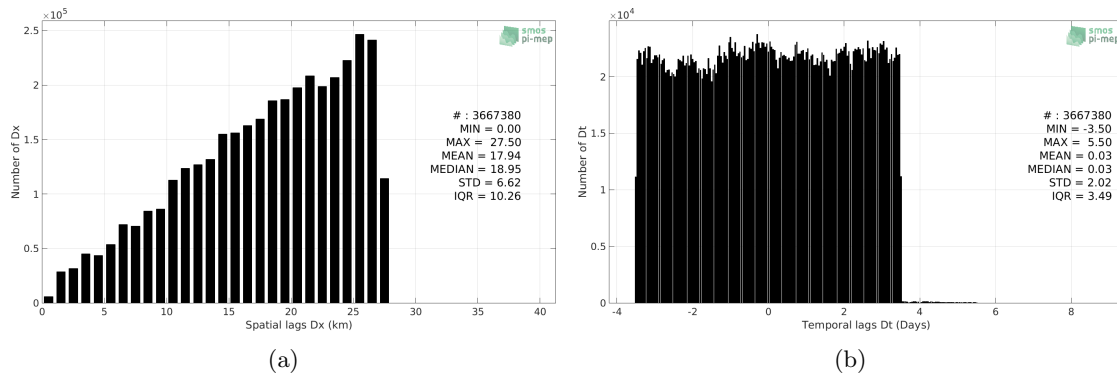 ×10⁵
2.5
2
1.5
1
0.5
0
0 5 10 15 20 25 30 35 40
Number of Dx
Spatial lags Dx (km)
smos
pi-mep
# : 3667380
MIN = 0.00
MAX = 27.50
MEAN = 17.94
MEDIAN = 18.95
STD = 6.62
IQR = 10.26
(a)
×10⁴
2
1.5
1
0.5
0
-4 -2 0 2 4 6 8
Number of Dt
Temporal lags Dt (Days)
smos
pi-mep
# : 3667380
MIN = -3.50
MAX = 5.50
MEAN = 0.03
MEDIAN = 0.03
STD = 2.02
IQR = 3.49
(b)